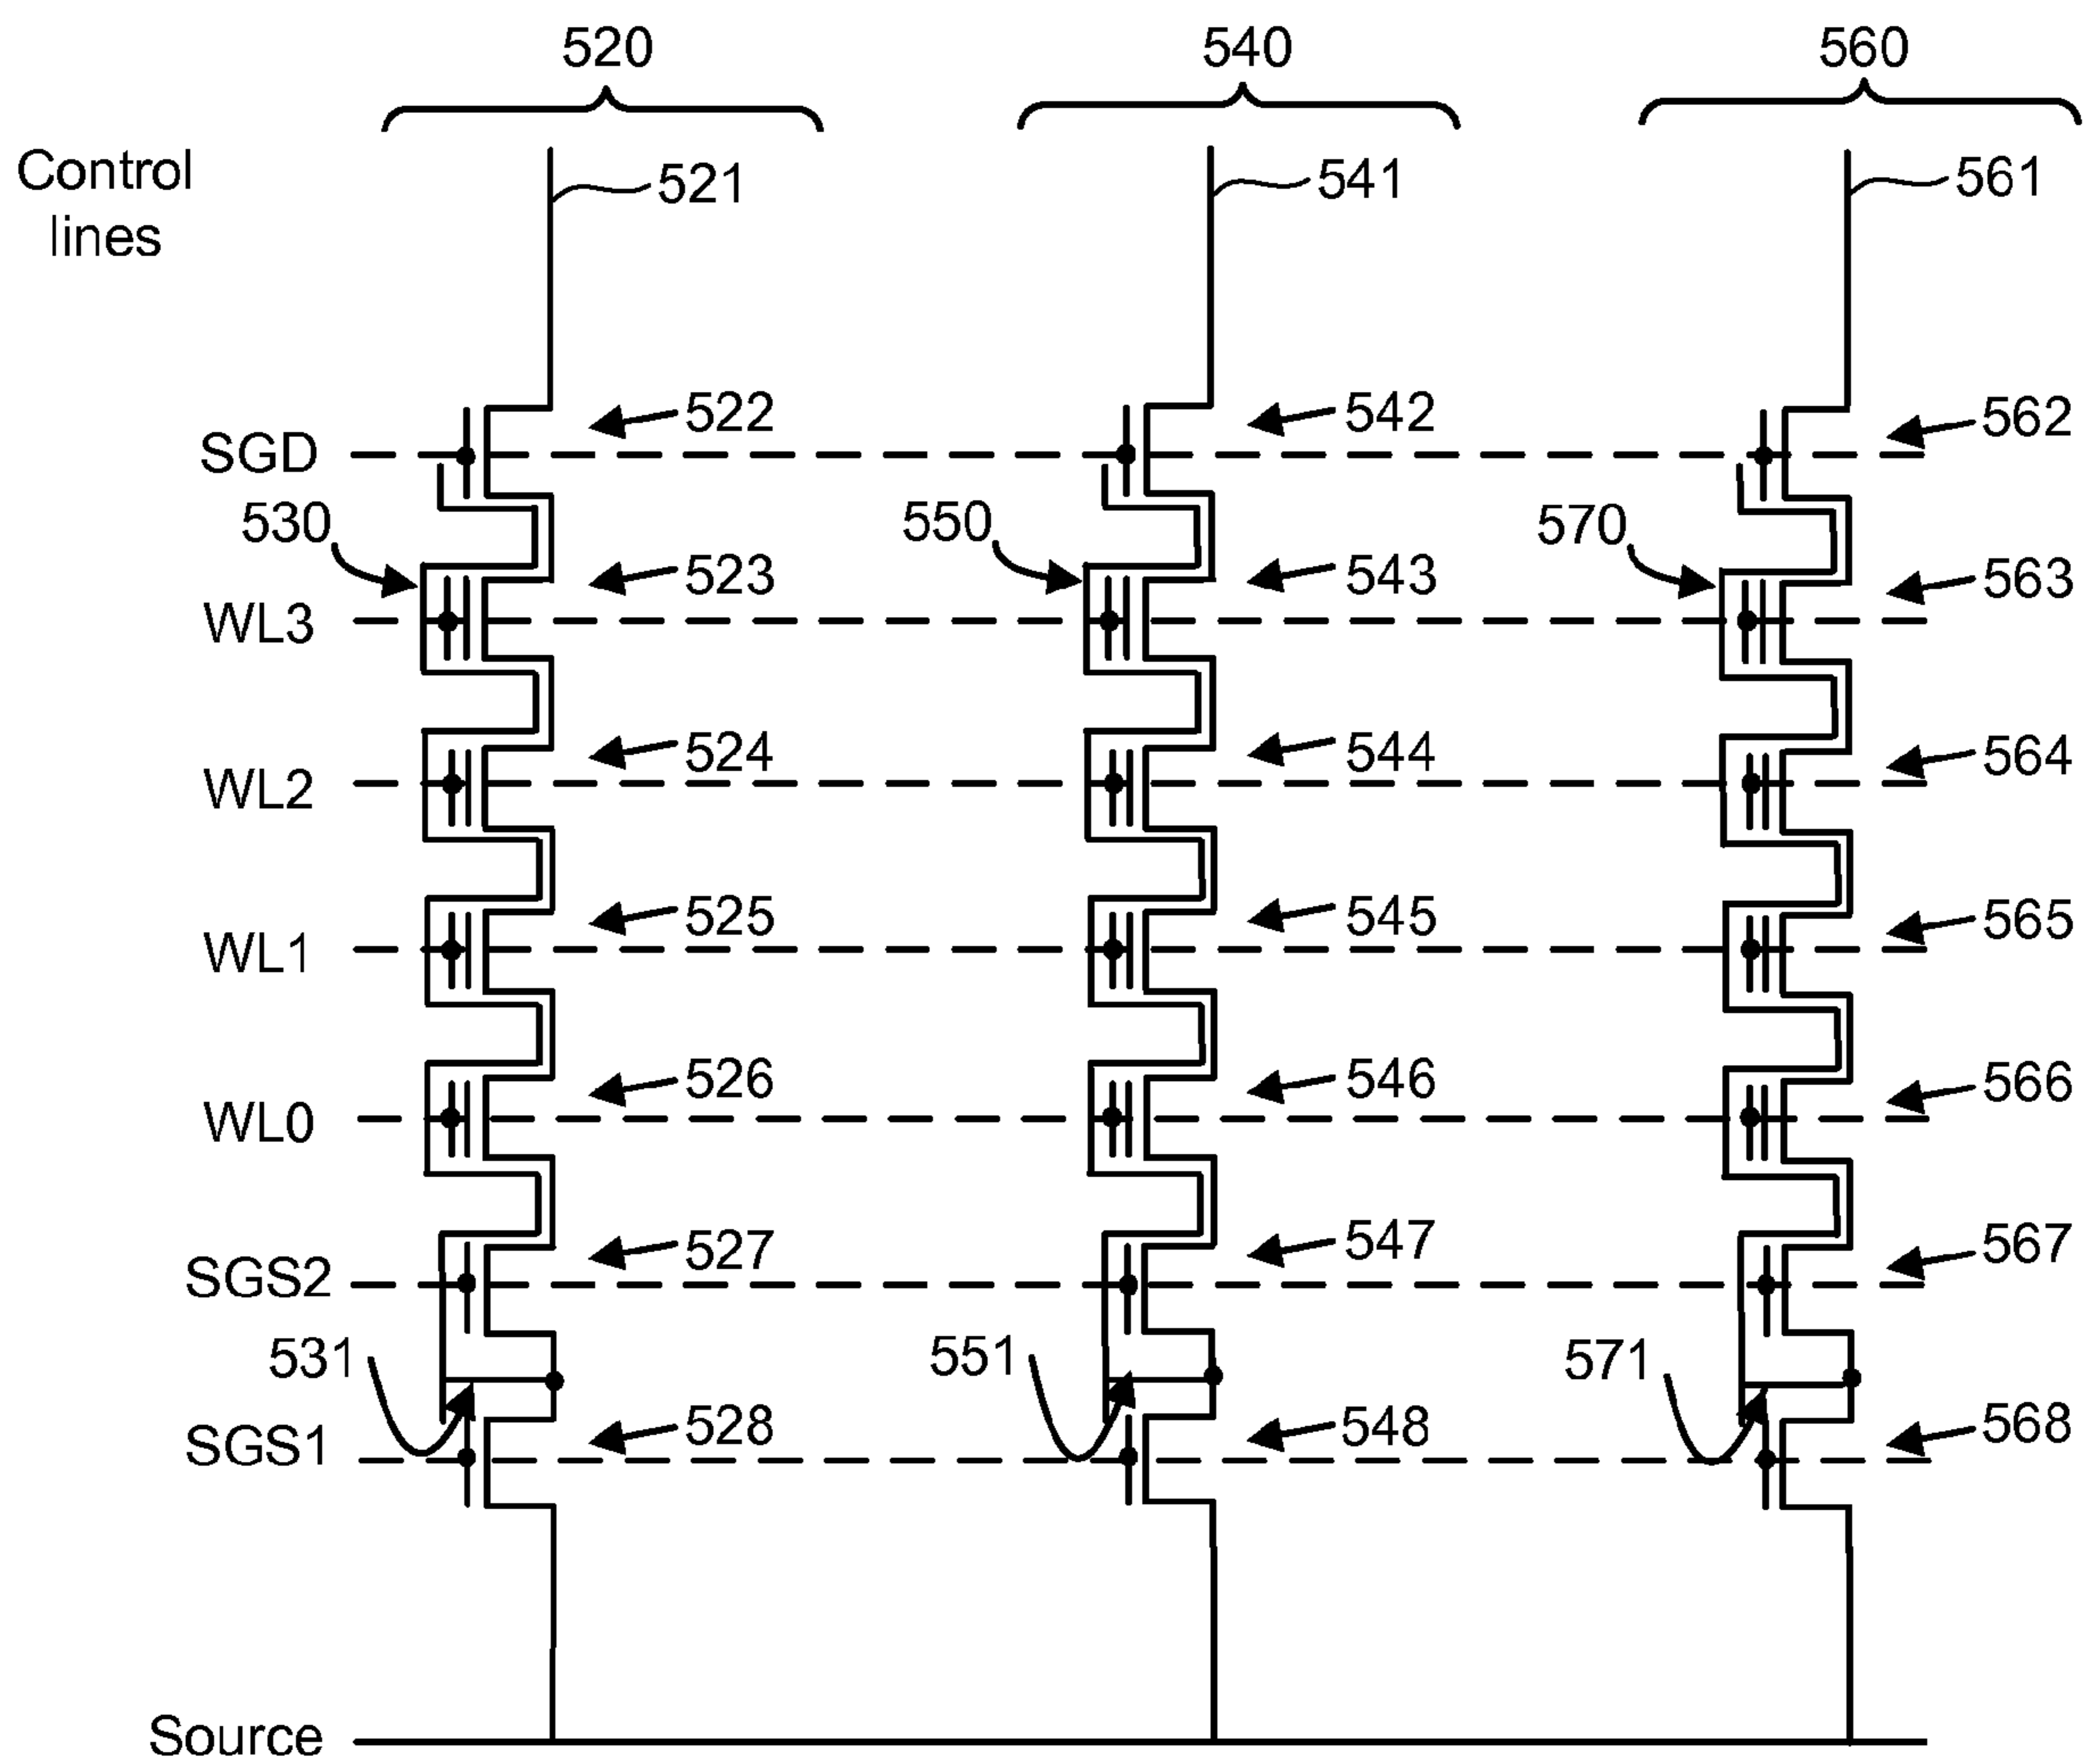 520 540 560
Control
lines
521 541 561
SGD 522 542 562
530 550 570
WL3 523 543 563
WL2 524 544 564
WL1 525 545 565
WL0 526 546 566
SGS2 527 547 567
531 551 571
SGS1 528 548 568
Source